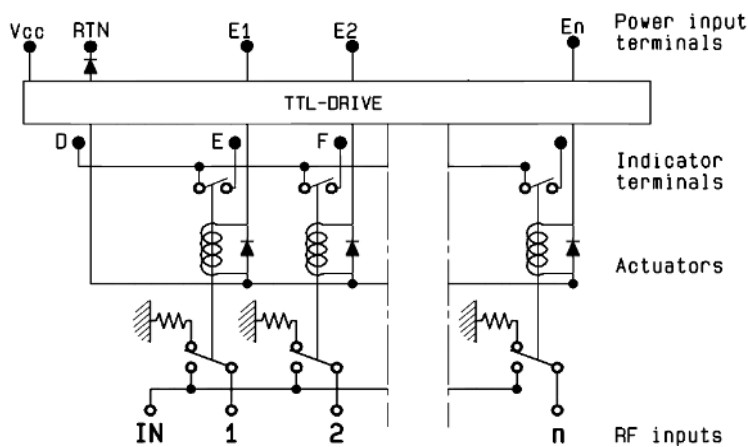 Vcc RTN E1 E2 En Power input
terminals
TTL-DRIVE
D E F
Indicator
terminals
Actuators
IN 1 2 n RF inputs